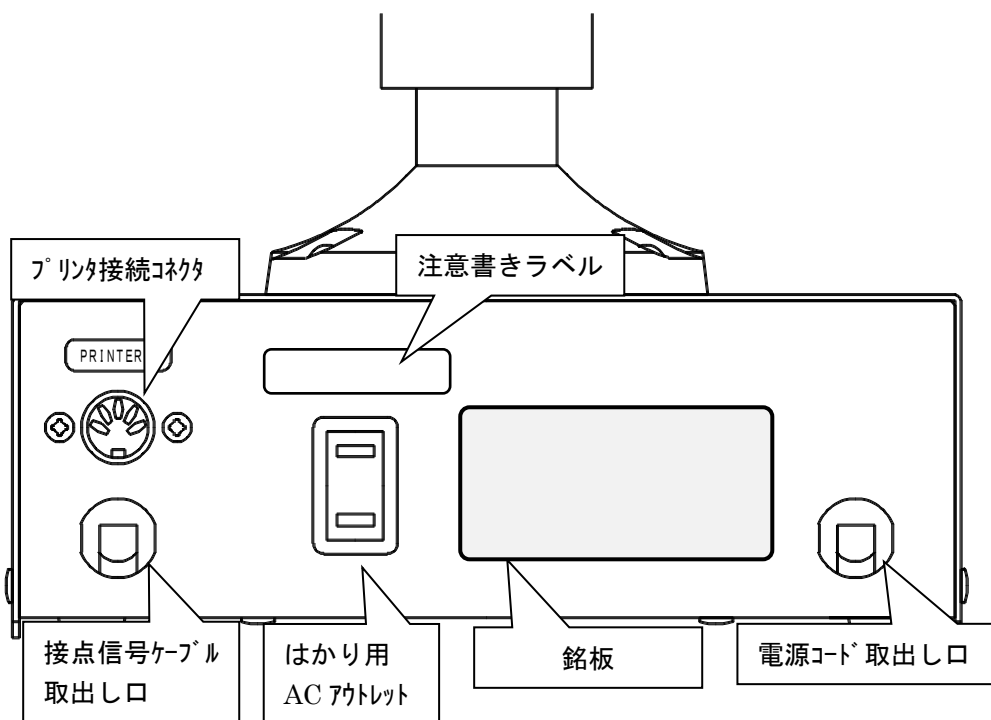 ﾌﾟﾘﾝﾀ接続ｺﾈｸﾀ
注意書きラベル
PRINTER
接点信号ｹｰﾌﾞﾙ
取出し口
はかり用
AC ｱｳﾄﾚｯﾄ
銘板
電源ｺｰﾄﾞ取出し口